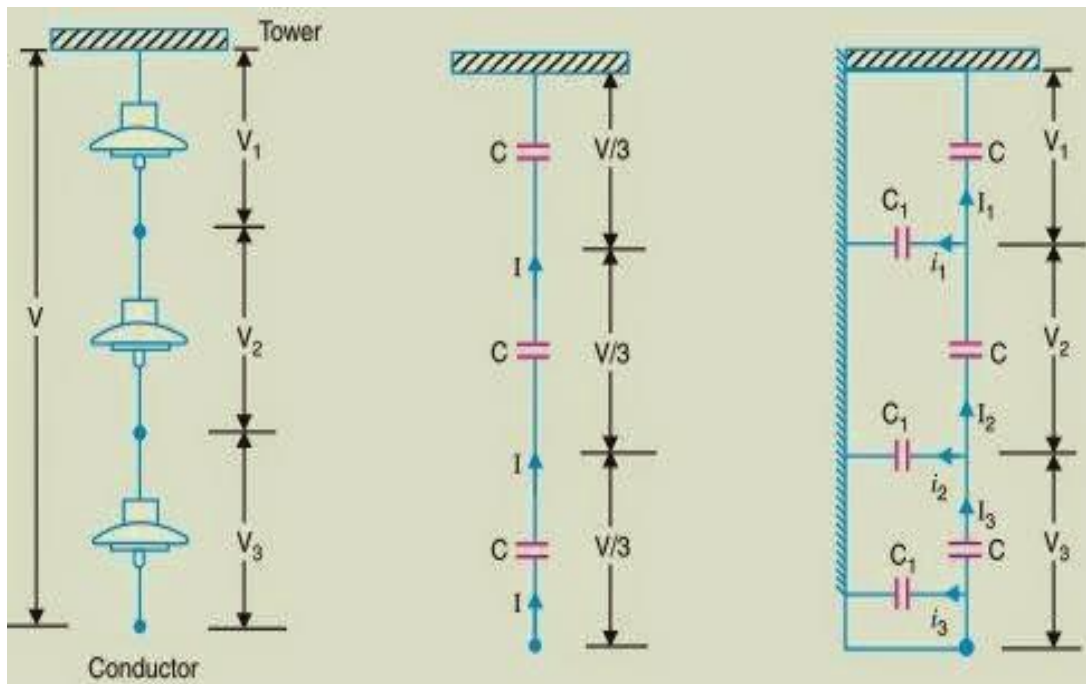 Tower
V
V₁
V₂
V₃
Conductor
C
V/3
I
C
V/3
I
C
V/3
I
C
V₁
I₁
C₁
i₁
C
V₂
I₂
C₁
i₂
I₃
C
V₃
C₁
i₃